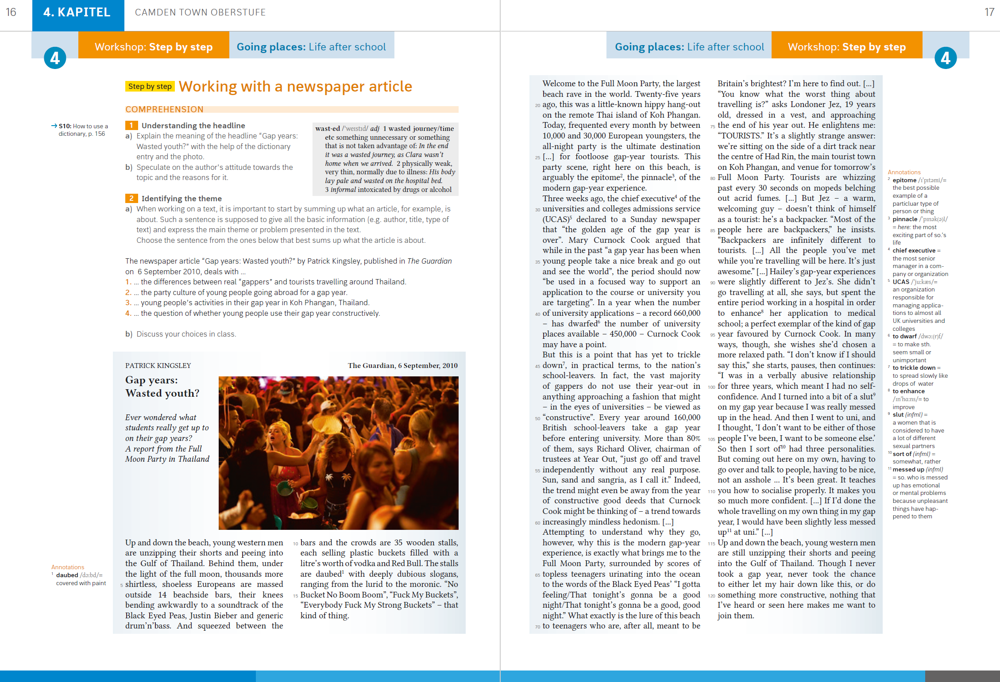 16
4. KAPITEL
CAMDEN TOWN OBERSTUFE
4
Workshop: Step by step
Going places: Life after school
Step by step Working with a newspaper article
COMPREHENSION
→ S10: How to use a
dictionary, p. 156
1 Understanding the headline
a) Explain the meaning of the headline “Gap years:
Wasted youth?” with the help of the dictionary
entry and the photo.
b) Speculate on the author’s attitude towards the
topic and the reasons for it.
wast·ed /ˈweɪstɪd/ adj 1 wasted journey/time
etc something unnecessary or something
that is not taken advantage of: In the end
it was a wasted journey, as Clara wasn’t
home when we arrived. 2 physically weak,
very thin, normally due to illness: His body
lay pale and wasted on the hospital bed.
3 informal intoxicated by drugs or alcohol
2 Identifying the theme
a) When working on a text, it is important to start by summing up what an article, for example, is
about. Such a sentence is supposed to give all the basic information (e.g. author, title, type of
text) and express the main theme or problem presented in the text.
Choose the sentence from the ones below that best sums up what the article is about.
The newspaper article “Gap years: Wasted youth?” by Patrick Kingsley, published in The Guardian
on 6 September 2010, deals with ...
1. ... the differences between real “gappers” and tourists travelling around Thailand.
2. ... the party culture of young people going abroad for a gap year.
3. ... young people’s activities in their gap year in Koh Phangan, Thailand.
4. ... the question of whether young people use their gap year constructively.
b) Discuss your choices in class.
PATRICK KINGSLEY
The Guardian, 6 September, 2010
Gap years:
Wasted youth?
Ever wondered what
students really get up to
on their gap years?
A report from the Full
Moon Party in Thailand
Up and down the beach, young western men
are unzipping their shorts and peeing into
the Gulf of Thailand. Behind them, under
the light of the full moon, thousands more
5 shirtless, shoeless Europeans are massed
outside 14 beachside bars, their knees
bending awkwardly to a soundtrack of the
Black Eyed Peas, Justin Bieber and generic
drum’n’bass. And squeezed between the
10 bars and the crowds are 35 wooden stalls,
each selling plastic buckets filled with a
litre’s worth of vodka and Red Bull. The stalls
are daubed¹ with deeply dubious slogans,
ranging from the lurid to the moronic. “No
15 Bucket No Boom Boom”, “Fuck My Buckets”,
“Everybody Fuck My Strong Buckets” – that
kind of thing.
Annotations
¹ daubed /dɔːbd/=
covered with paint
17
Going places: Life after school
Workshop: Step by step
4
Welcome to the Full Moon Party, the largest
beach rave in the world. Twenty-five years
20 ago, this was a little-known hippy hang-out
on the remote Thai island of Koh Phangan.
Today, frequented every month by between
10,000 and 30,000 European youngsters, the
all-night party is the ultimate destination
25 [...] for footloose gap-year tourists. This
party scene, right here on this beach, is
arguably the epitome², the pinnacle³, of the
modern gap-year experience.
Three weeks ago, the chief executive⁴ of the
30 universities and colleges admissions service
(UCAS)⁵ declared to a Sunday newspaper
that “the golden age of the gap year is
over”. Mary Curnock Cook argued that
while in the past “a gap year has been when
35 young people take a nice break and go out
and see the world”, the period should now
“be used in a focused way to support an
application to the course or university you
are targeting”. In a year when the number
40 of university applications – a record 660,000
– has dwarfed⁶ the number of university
places available – 450,000 – Curnock Cook
may have a point.
But this is a point that has yet to trickle
45 down⁷, in practical terms, to the nation’s
school-leavers. In fact, the vast majority
of gappers do not use their year-out in
anything approaching a fashion that might
– in the eyes of universities – be viewed as
50 “constructive”. Every year around 160,000
British school-leavers take a gap year
before entering university. More than 80%
of them, says Richard Oliver, chairman of
trustees at Year Out, “just go off and travel
55 independently without any real purpose.
Sun, sand and sangria, as I call it.” Indeed,
the trend might even be away from the year
of constructive good deeds that Curnock
Cook might be thinking of – a trend towards
60 increasingly mindless hedonism. [...]
Attempting to understand why they go,
however, why this is the modern gap-year
experience, is exactly what brings me to the
Full Moon Party, surrounded by scores of
65 topless teenagers urinating into the ocean
to the words of the Black Eyed Peas’ “I gotta
feeling/That tonight’s gonna be a good
night/That tonight’s gonna be a good, good
night.” What exactly is the lure of this beach
70 to teenagers who are, after all, meant to be
Britain’s brightest? I’m here to find out. [...]
“You know what the worst thing about
travelling is?” asks Londoner Jez, 19 years
old, dressed in a vest, and approaching
75 the end of his year out. He enlightens me:
“TOURISTS.” It’s a slightly strange answer:
we’re sitting on the side of a dirt track near
the centre of Had Rin, the main tourist town
on Koh Phangan, and venue for tomorrow’s
80 Full Moon Party. Tourists are whizzing
past every 30 seconds on mopeds belching
out acrid fumes. [...] But Jez – a warm,
welcoming guy – doesn’t think of himself
as a tourist: he’s a backpacker. “Most of the
85 people here are backpackers,” he insists.
“Backpackers are infinitely different to
tourists. [...] All the people you’ve met
while you’re travelling will be here. It’s just
awesome.” [...] Hailey’s gap-year experiences
90 were slightly different to Jez’s. She didn’t
go travelling at all, she says, but spent the
entire period working in a hospital in order
to enhance⁸ her application to medical
school; a perfect exemplar of the kind of gap
95 year favoured by Curnock Cook. In many
ways, though, she wishes she’d chosen a
more relaxed path. “I don’t know if I should
say this,” she starts, pauses, then continues:
“I was in a verbally abusive relationship
100 for three years, which meant I had no self-
confidence. And I turned into a bit of a slut⁹
on my gap year because I was really messed
up in the head. And then I went to uni, and
I thought, ‘I don’t want to be either of those
105 people I’ve been, I want to be someone else.’
So then I sort of¹⁰ had three personalities.
But coming out here on my own, having to
go over and talk to people, having to be nice,
not an asshole ... It’s been great. It teaches
110 you how to socialise properly. It makes you
so much more confident. [...] If I’d done the
whole travelling on my own thing in my gap
year, I would have been slightly less messed
up¹¹ at uni.” [...]
115 Up and down the beach, young western men
are still unzipping their shorts and peeing
into the Gulf of Thailand. Though I never
took a gap year, never took the chance
to either let my hair down like this, or do
120 something more constructive, nothing that
I’ve heard or seen here makes me want to
join them.
Annotations
² epitome /ɪˈpɪtəmi/=
the best possible
example of a
particluar type of
person or thing
³ pinnacle /ˈpɪnək(ə)l/
= here: the most
exciting part of so.’s
life
⁴ chief executive =
the most senior
manager in a com-
pany or organization
⁵ UCAS /ˈjuːkæs/=
an organization
responsible for
managing applica-
tions to almost all
UK universities and
colleges
⁶ to dwarf /dwɔː(r)f/
= to make sth.
seem small or
unimportant
⁷ to trickle down =
to spread slowly like
drops of water
⁸ to enhance
/ɪnˈhɑːns/= to
improve
⁹ slut (infml) =
a women that is
considered to have
a lot of different
sexual partners
¹⁰ sort of (infml) =
somewhat, rather
¹¹ messed up (infml)
= so. who is messed
up has emotional
or mental problems
because unpleasant
things have hap-
pened to them